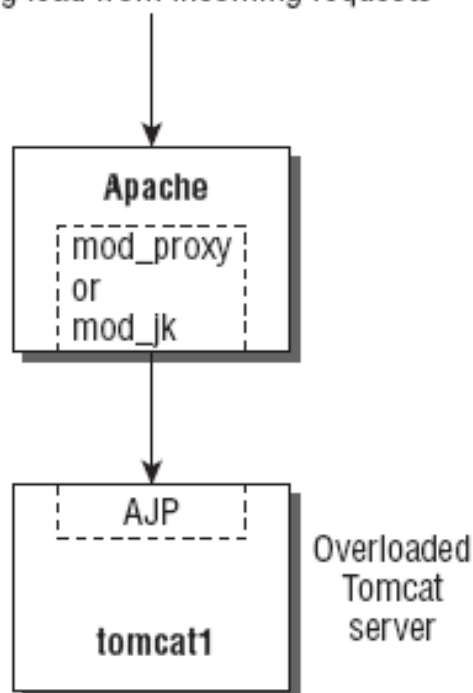 load from incoming requests
Apache
mod_proxy
or
mod_jk
AJP
Overloaded
Tomcat
server
tomcat1